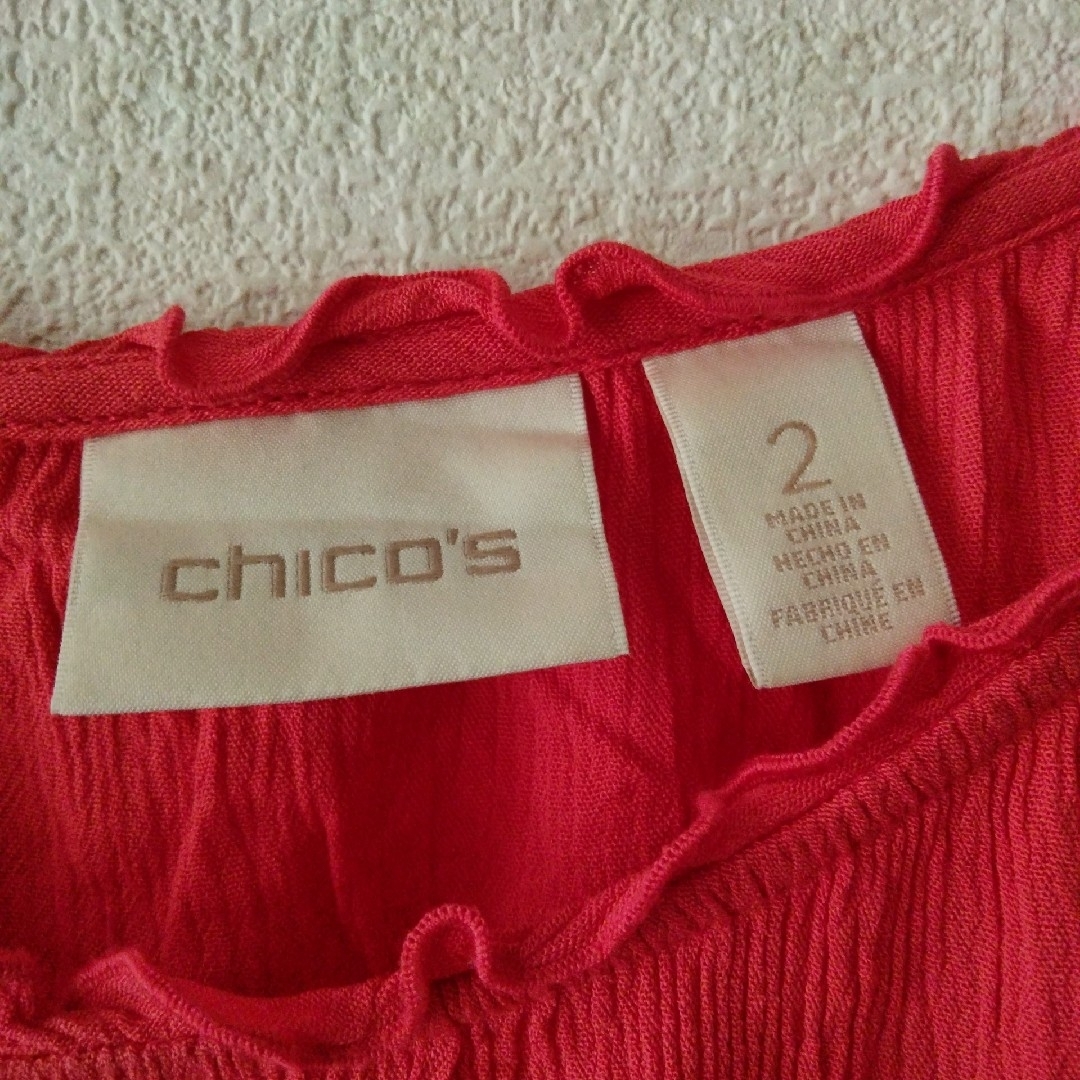 chico's
2
MADE IN
CHINA
HECHO EN
CHINA
FABRIQUÉ EN
CHINE